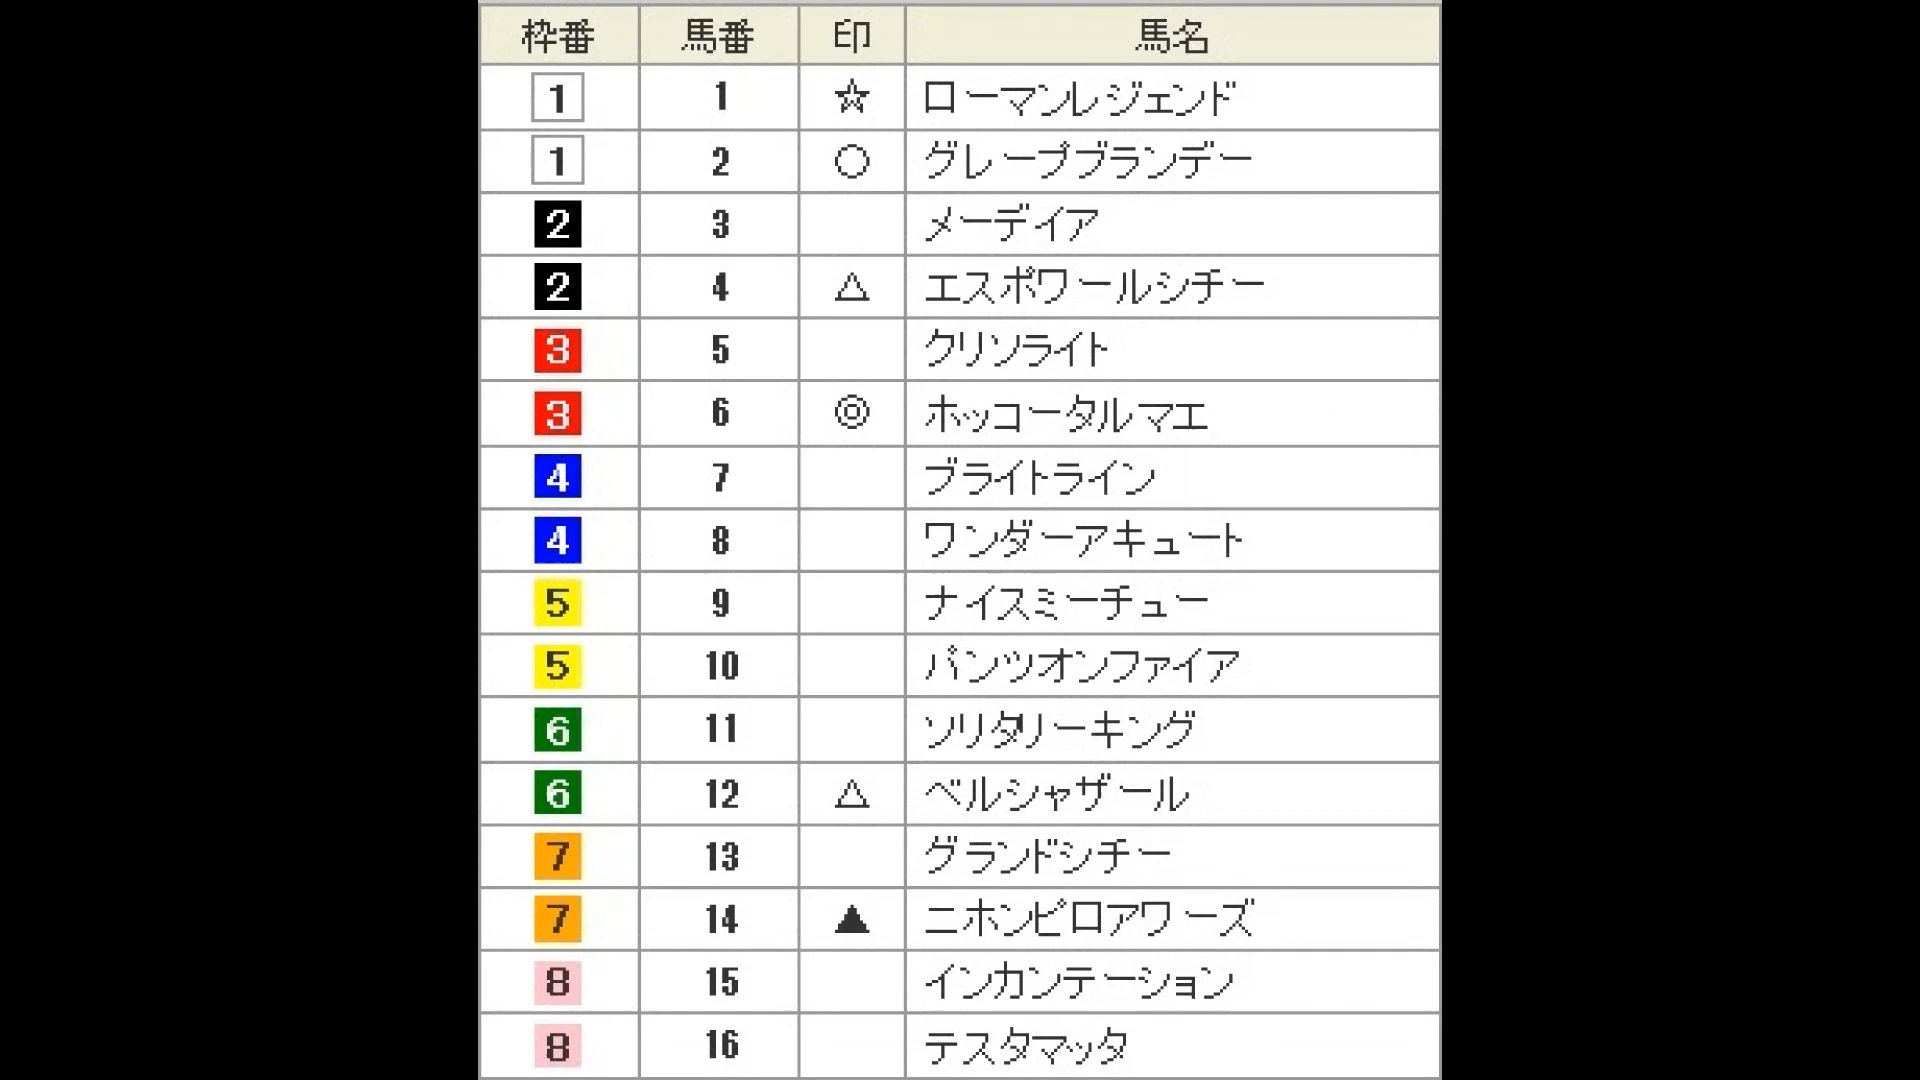 枠番 馬番 印 馬名
1 1 ☆ ローマンレジェンド
1 2 ○ グレープブランデー
2 3 メーデイア
2 4 △ エスポワールシチー
3 5 クリソライト
3 6 ◎ ホッコータルマエ
4 7 ブライトライン
4 8 ワンダーアキュート
5 9 ナイスミーチュー
5 10 パンツオンファイア
6 11 ソリタリーキング
6 12 △ ベルシャザール
7 13 グランドシチー
7 14 ▲ ニホンピロアワーズ
8 15 インカンテーション
8 16 テスタマッタ